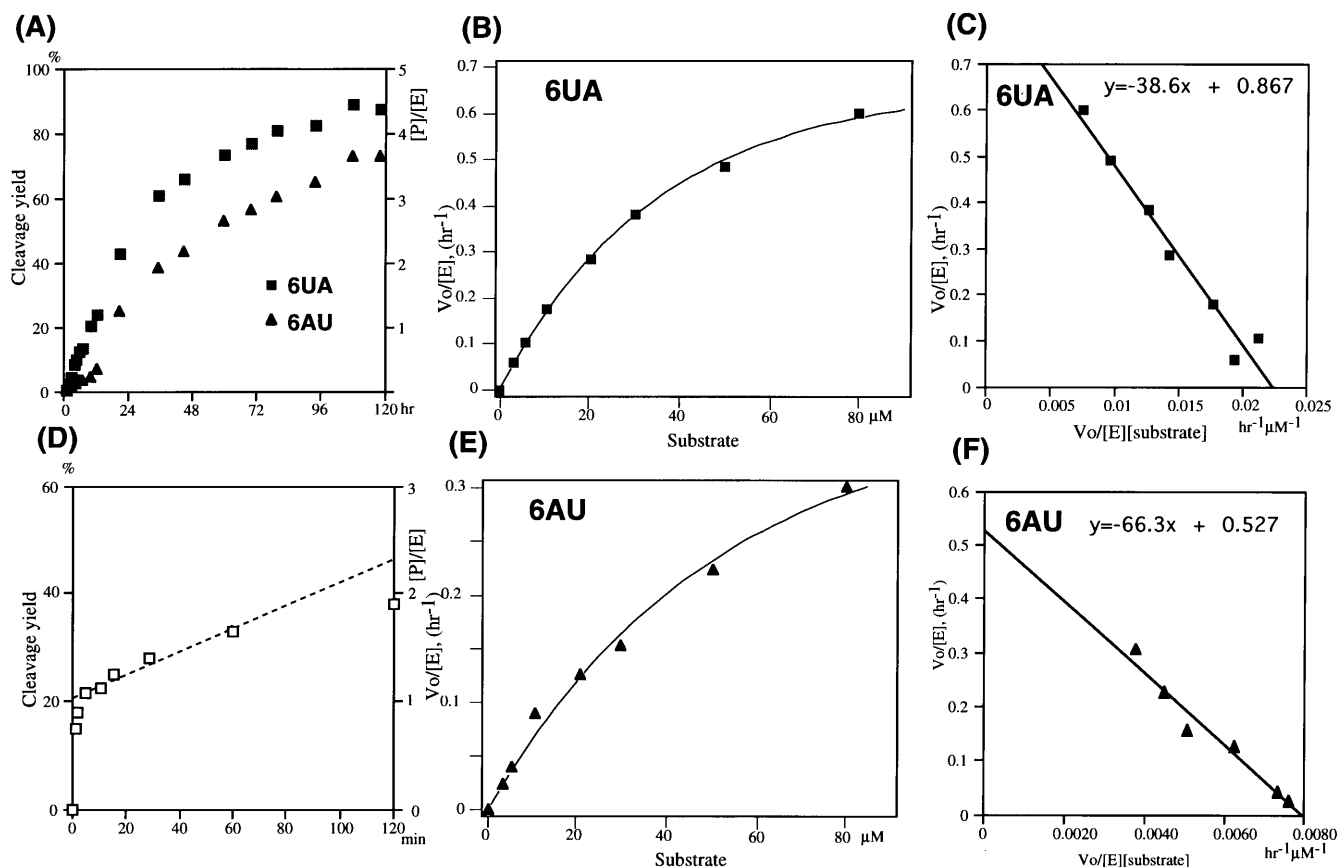 (A)
%
100
80
60
40
20
0
Cleavage yield
5
4
3
2
1
[P]/[E]
6UA
6AU
24
48
72
96
120 hr
(B)
6UA
0.7
0.6
0.5
0.4
0.3
0.2
0.1
0
Vo/[E], (hr-1)
0
20
40
60
80
μM
Substrate
(C)
6UA
y=-38.6x + 0.867
0.7
0.6
0.5
0.4
0.3
0.2
0.1
0
Vo/[E], (hr-1)
0
0.005
0.01
0.015
0.02
0.025
Vo/[E][substrate]
hr-1μM-1
(D)
%
60
40
20
0
Cleavage yield
3
2
1
0
[P]/[E]
0
20
40
60
80
100
120
min
(E)
6AU
0.3
0.2
0.1
0
Vo/[E], (hr-1)
0
20
40
60
80
μM
Substrate
(F)
6AU
y=-66.3x + 0.527
0.6
0.5
0.4
0.3
0.2
0.1
0
Vo/[E], (hr-1)
0
0.0020
0.0040
0.0060
0.0080
Vo/[E][substrate]
hr-1μM-1